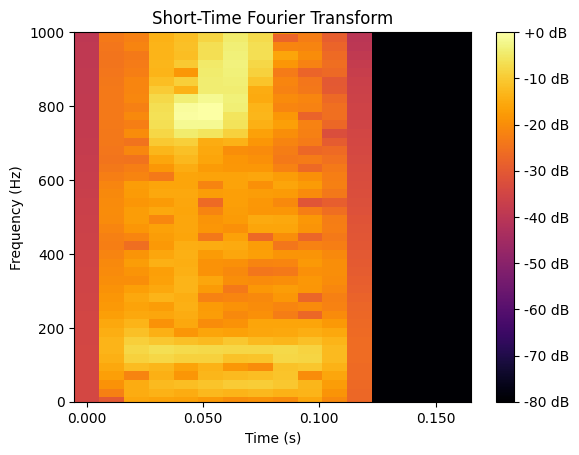 Short-Time Fourier Transform
1000
800
600
400
200
0
Frequency (Hz)
0.000
0.050
0.100
0.150
Time (s)
+0 dB
-10 dB
-20 dB
-30 dB
-40 dB
-50 dB
-60 dB
-70 dB
-80 dB